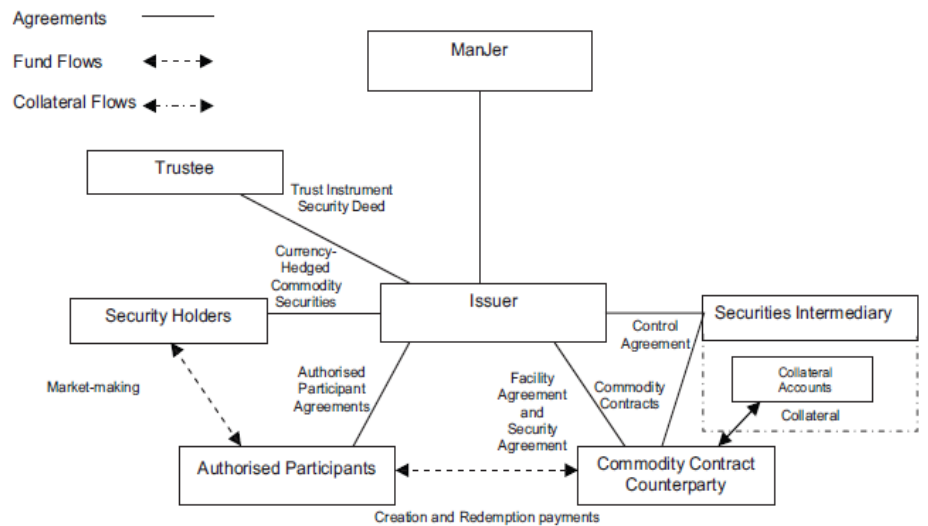 Agreements
Fund Flows
Collateral Flows
ManJer
Trustee
Trust Instrument
Security Deed
Currency-
Hedged
Commodity
Securities
Issuer
Security Holders
Securities Intermediary
Control
Agreement
Collateral
Accounts
Collateral
Market-making
Authorised
Participant
Agreements
Facility
Agreement
and
Security
Agreement
Commodity
Contracts
Authorised Participants
Commodity Contract
Counterparty
Creation and Redemption payments